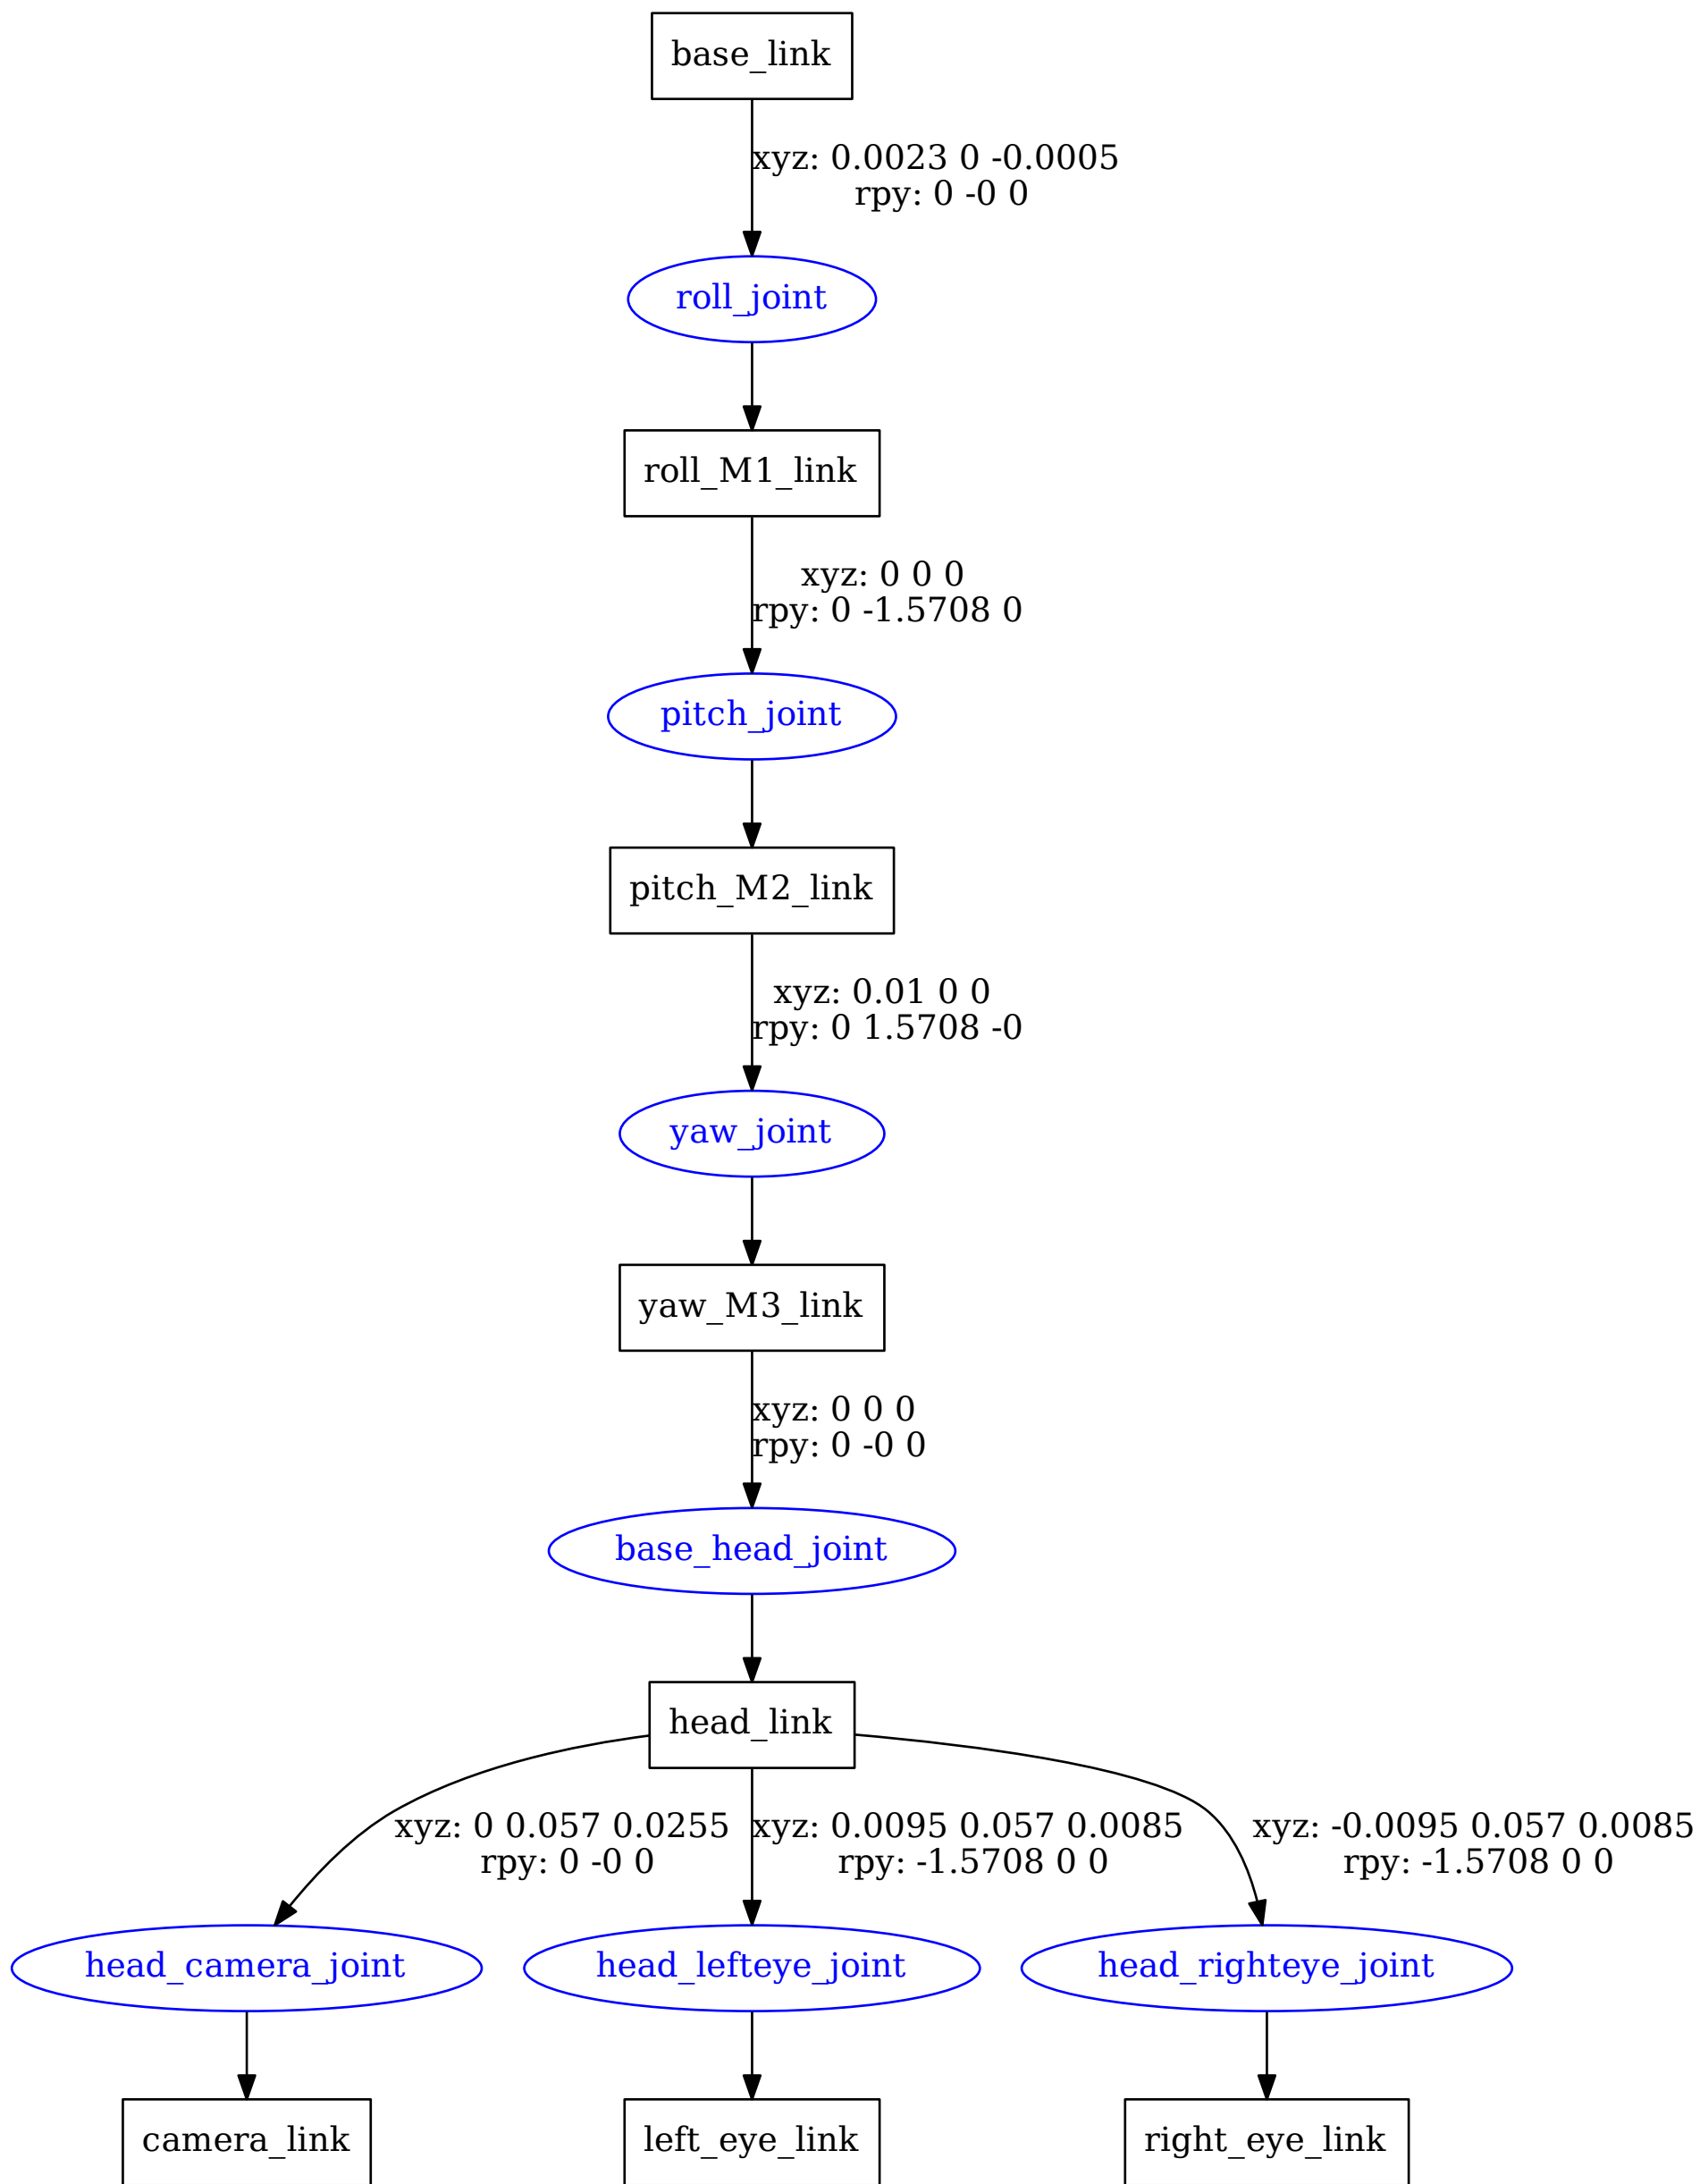 base_link
xyz: 0.0023 0 -0.0005
rpy: 0 -0 0
roll_joint
roll_M1_link
xyz: 0 0 0
rpy: 0 -1.5708 0
pitch_joint
pitch_M2_link
xyz: 0.01 0 0
rpy: 0 1.5708 -0
yaw_joint
yaw_M3_link
xyz: 0 0 0
rpy: 0 -0 0
base_head_joint
head_link
xyz: 0 0.057 0.0255
rpy: 0 -0 0
xyz: 0.0095 0.057 0.0085
rpy: -1.5708 0 0
xyz: -0.0095 0.057 0.0085
rpy: -1.5708 0 0
head_camera_joint
head_lefteye_joint
head_righteye_joint
camera_link
left_eye_link
right_eye_link